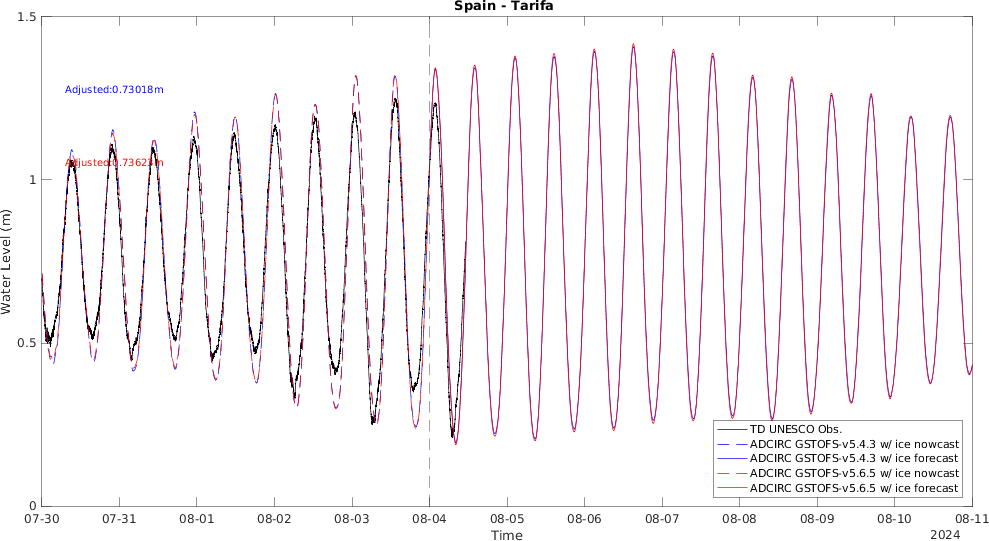 Spain - Tarifa
1.5
1
0.5
0
Water Level (m)
Adjusted:0.73018m
Adjusted:0.73623m
TD UNESCO Obs.
ADCIRC GSTOFS-v5.4.3 w/ ice nowcast
ADCIRC GSTOFS-v5.4.3 w/ ice forecast
ADCIRC GSTOFS-v5.6.5 w/ ice nowcast
ADCIRC GSTOFS-v5.6.5 w/ ice forecast
07-30 07-31 08-01 08-02 08-03 08-04 08-05 08-06 08-07 08-08 08-09 08-10 08-11
Time
2024